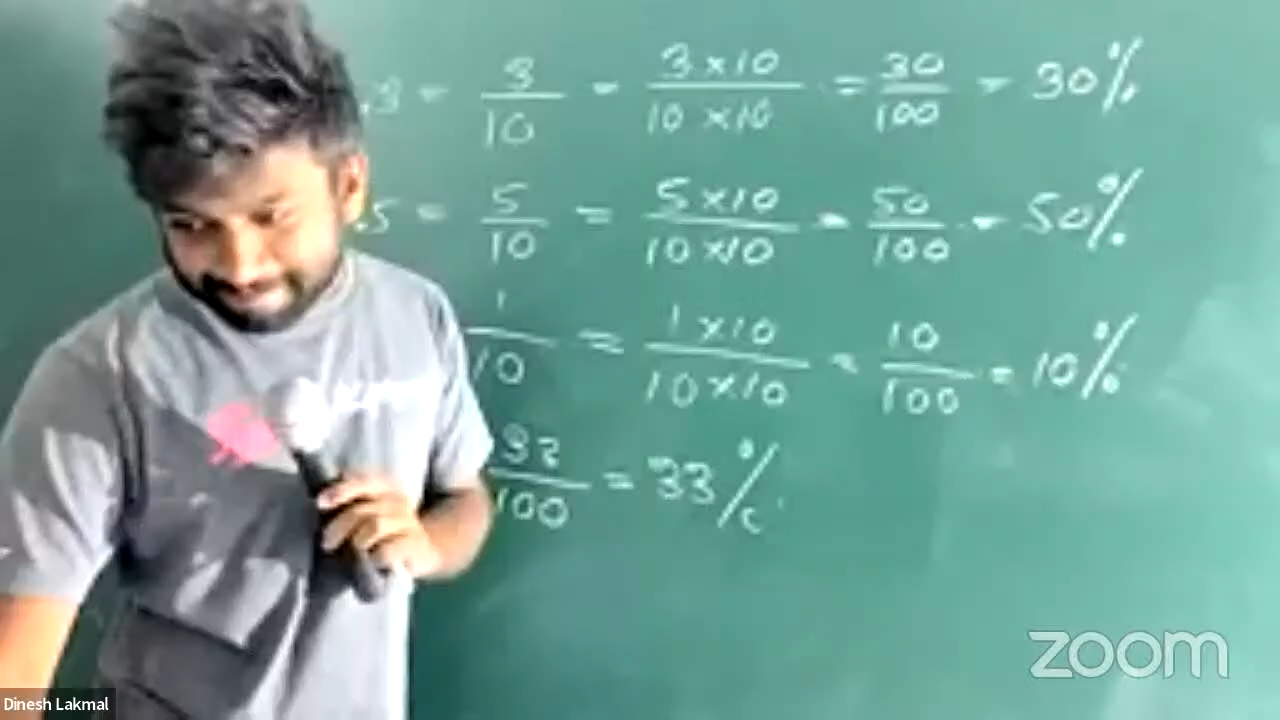 .3 = 3/10 = 3 × 10/10 × 10 = 30/100 = 30%
.5 = 5/10 = 5 × 10/10 × 10 = 50/100 = 50%
1/10 = 1 × 10/10 × 10 = 10/100 = 10%
33/100 = 33%
zoom
Dinesh Lakmal